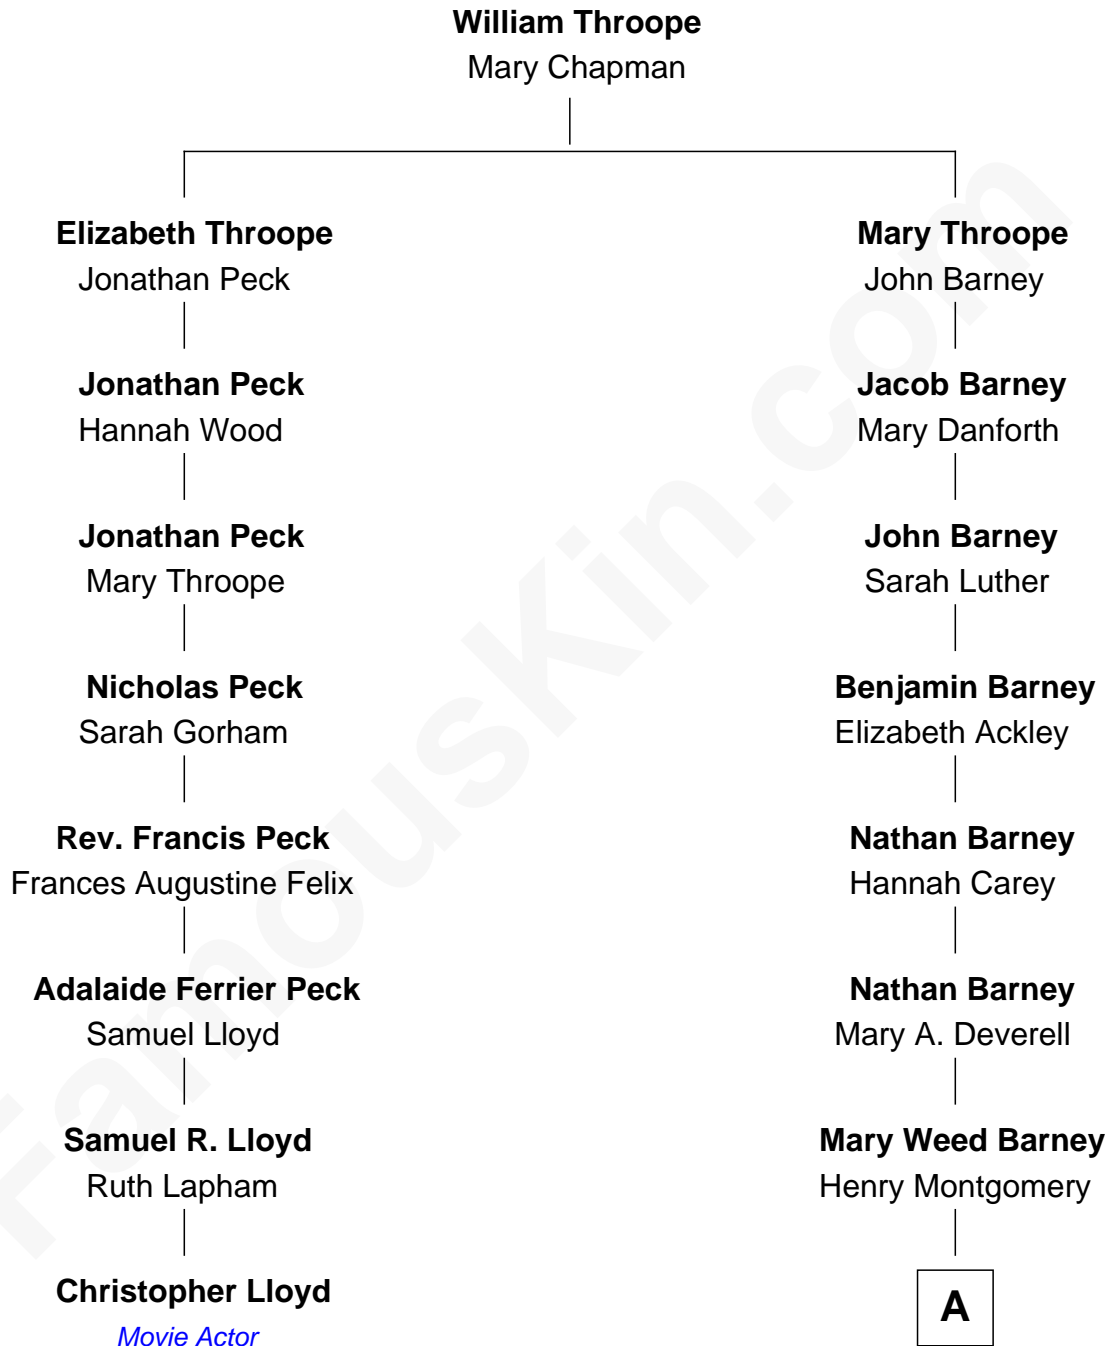 William Throope
Mary Chapman
Elizabeth Throope
Jonathan Peck
Mary Throope
John Barney
Jonathan Peck
Hannah Wood
Jacob Barney
Mary Danforth
Jonathan Peck
Mary Throope
John Barney
Sarah Luther
Nicholas Peck
Sarah Gorham
Benjamin Barney
Elizabeth Ackley
Rev. Francis Peck
Frances Augustine Felix
Nathan Barney
Hannah Carey
Adalaide Ferrier Peck
Samuel Lloyd
Nathan Barney
Mary A. Deverell
Samuel R. Lloyd
Ruth Lapham
Mary Weed Barney
Henry Montgomery
Christopher Lloyd
Movie Actor
A
FamousKin.com